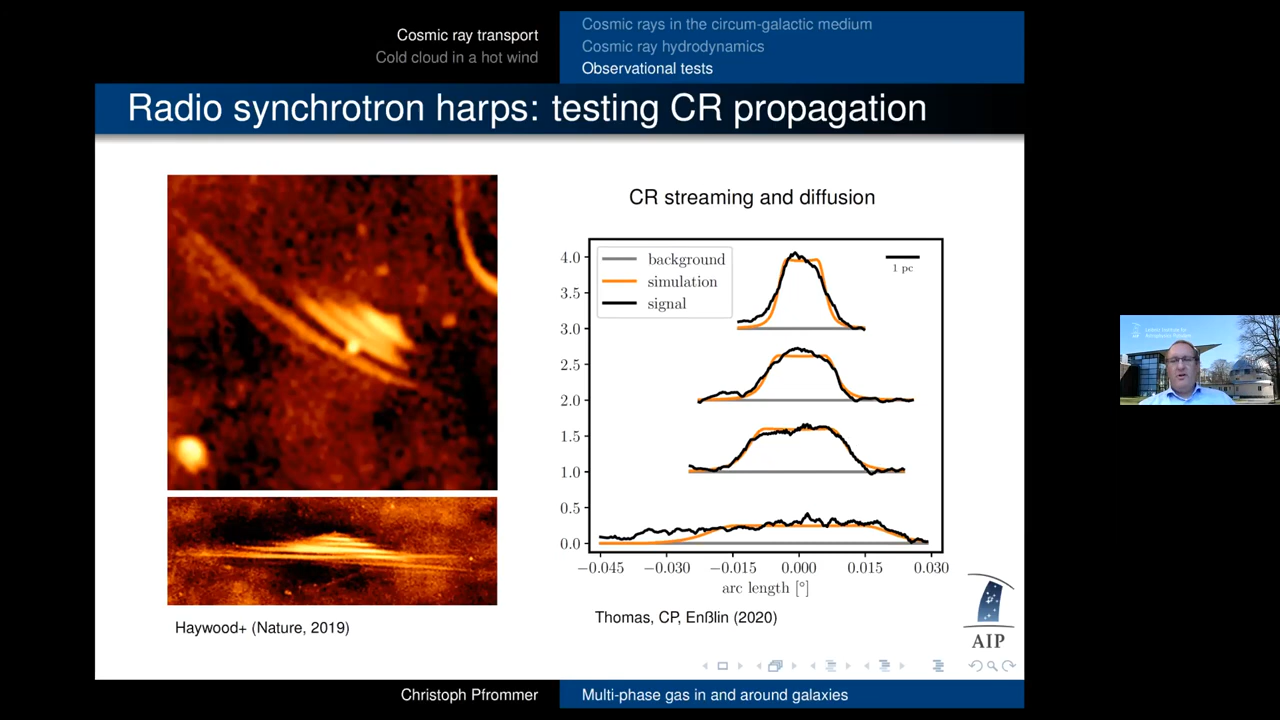 Cosmic ray transport
Cold cloud in a hot wind
Cosmic rays in the circum-galactic medium
Cosmic ray hydrodynamics
Observational tests
Radio synchrotron harps: testing CR propagation
CR streaming and diffusion
background
simulation
signal
1 pc
4.0
3.5
3.0
2.5
2.0
1.5
1.0
0.5
0.0
−0.045 −0.030 −0.015 0.000 0.015 0.030
arc length [°]
Haywood+ (Nature, 2019)
Thomas, CP, Enßlin (2020)
AIP
Christoph Pfrommer
Multi-phase gas in and around galaxies